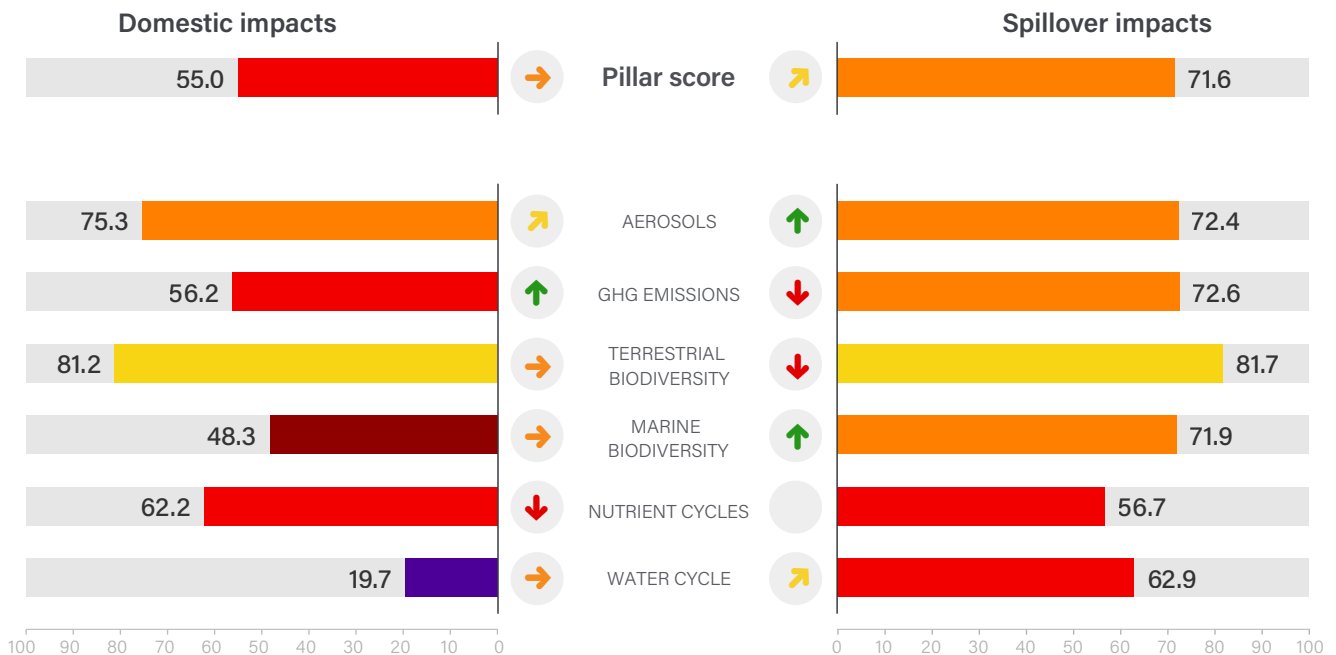 Domestic impacts
Spillover impacts
55.0
Pillar score
71.6
75.3
AEROSOLS
72.4
56.2
GHG EMISSIONS
72.6
81.2
TERRESTRIAL
BIODIVERSITY
81.7
48.3
MARINE
BIODIVERSITY
71.9
62.2
NUTRIENT CYCLES
56.7
19.7
WATER CYCLE
62.9
100 90 80 70 60 50 40 30 20 10 0
0 10 20 30 40 50 60 70 80 90 100